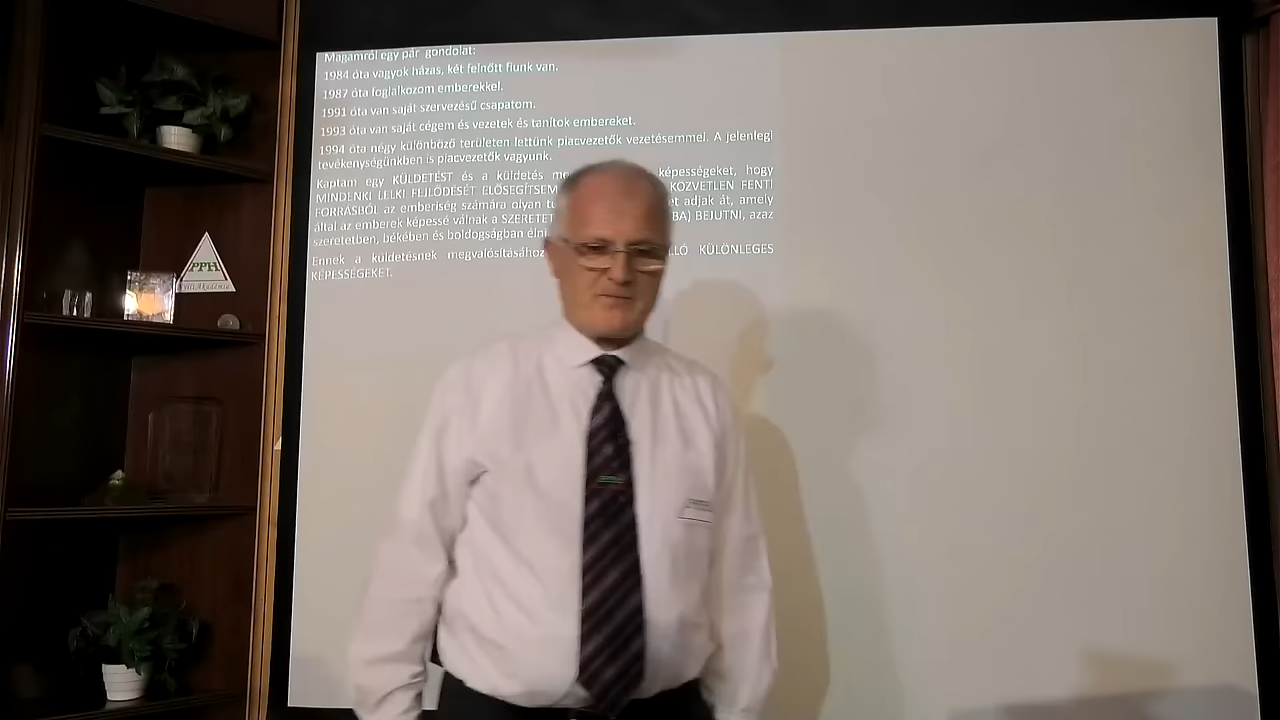 Magamról egy pár gondolat:
1984 óta vagyok házas, két felnőtt fiunk van.
1987 óta foglalkozom emberekkel.
1991 óta van saját szervezésű csapatom.
1993 óta van saját cégem és vezetek és tanítok embereket.
1994 óta négy különböző területen lettünk piacvezetők vezetésemmel. A jelenlegi
tevékenységünkben is piacvezetők vagyunk.
Kaptam egy KÜLDETÉST és a küldetés képességeket, hogy
MINDENKI LELKI FEJLŐDÉSÉT ELŐSEGÍTSEM KÖZVETLEN FENTI
FORRÁSBÓL az emberiség számára olyan adjak át, amely
által az emberek képessé válnak a SZERETET BEJUTNI, azaz
szeretetben, békében és boldogságban
Ennek a küldetésnek megvalósításához KÜLÖNLEGES
KÉPESSÉGEKET.
PPH
Nyílt Akadémia